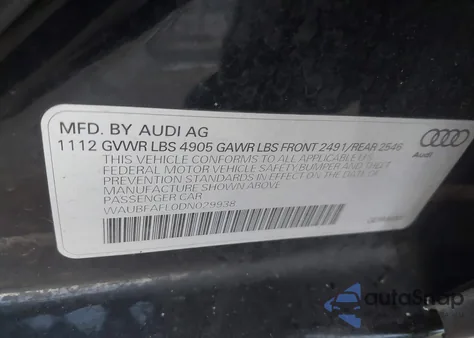 MFD. BY AUDI AG
1112 GVWR LBS 4905 GAWR LBS FRONT 2491/REAR 2546
THIS VEHICLE CONFORMS TO ALL APPLICABLE U.S.
FEDERAL MOTOR VEHICLE SAFETY BUMPER AND THEFT
PREVENTION STANDARDS IN EFFECT ON THE DATE OF
MANUFACTURE SHOWN ABOVE
PASSENGER CAR
WAUBFAFL0DN029938
Audi
autoSnap